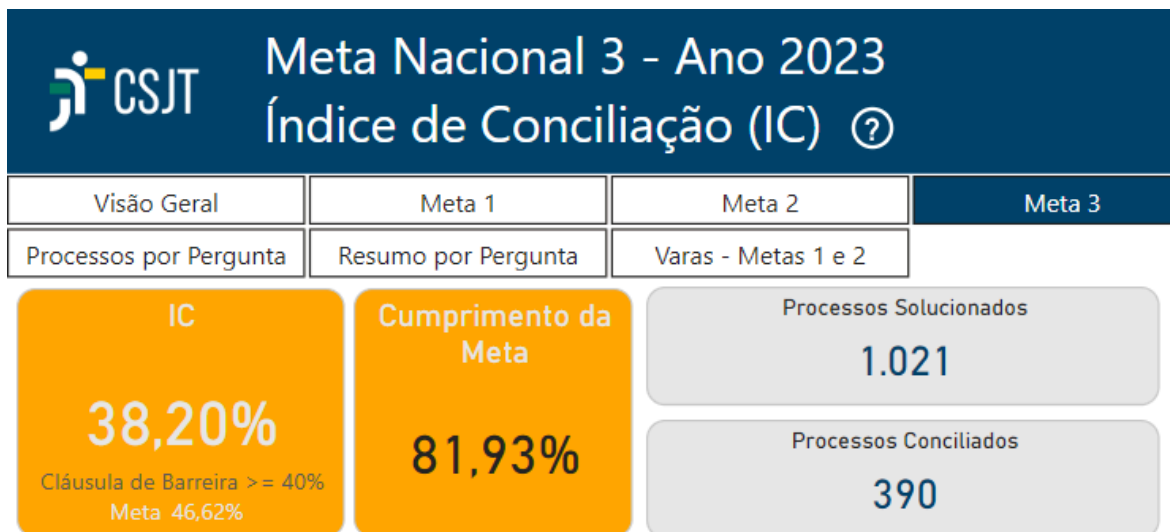 CSJT
Meta Nacional 3 - Ano 2023
Índice de Conciliação (IC) ?
Visão Geral
Meta 1
Meta 2
Meta 3
Processos por Pergunta
Resumo por Pergunta
Varas - Metas 1 e 2
IC
38,20%
Cláusula de Barreira >= 40%
Meta 46,62%
Cumprimento da
Meta
81,93%
Processos Solucionados
1.021
Processos Conciliados
390